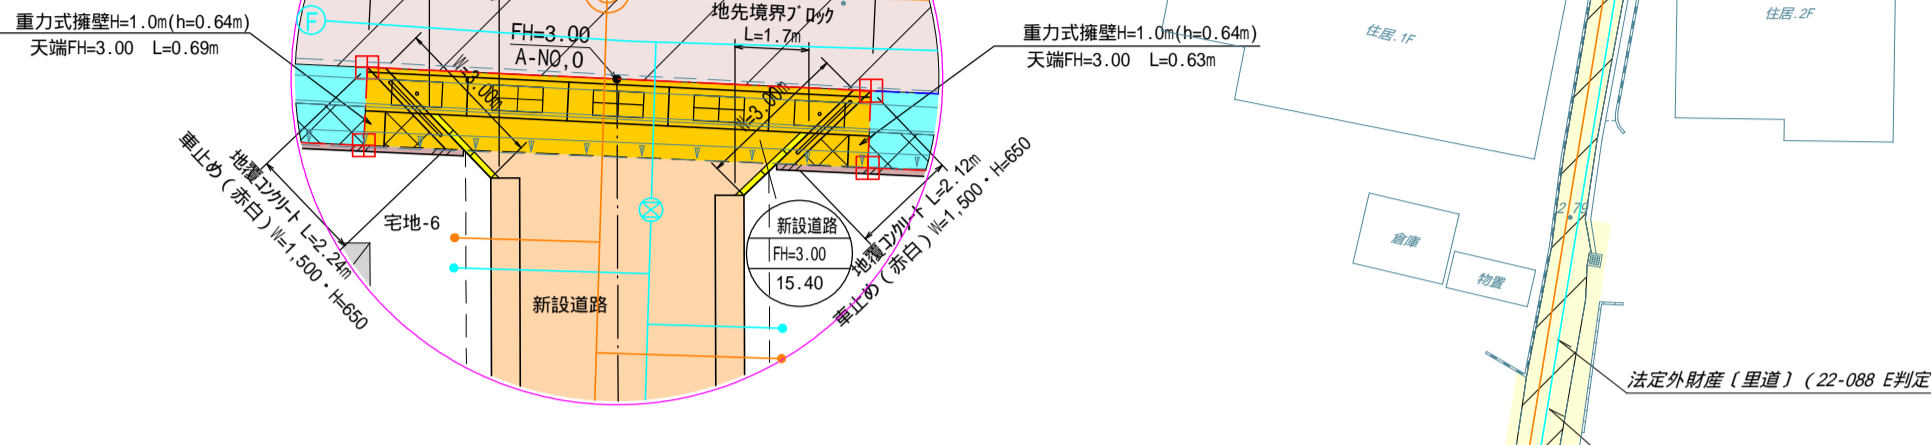 重力式擁壁H=1.0m(h=0.64m)
天端FH=3.00 L=0.69m
F
FH=3.00
A-NO,0
地先境界ブロック
L=1.7m
W=3.00m
W=3.00m
重力式擁壁H=1.0m(h=0.64m)
天端FH=3.00 L=0.63m
地覆コンクリート L=2.24m
車止め(赤白)W=1,500・H=650
宅地-6
新設道路
新設道路
FH=3.00
15.40
地覆コンクリート L=2.12m
車止め(赤白)W=1,500・H=650
住居.1F
住居.2F
2.79
倉庫
物置
法定外財産〔里道〕(22-088 E判定